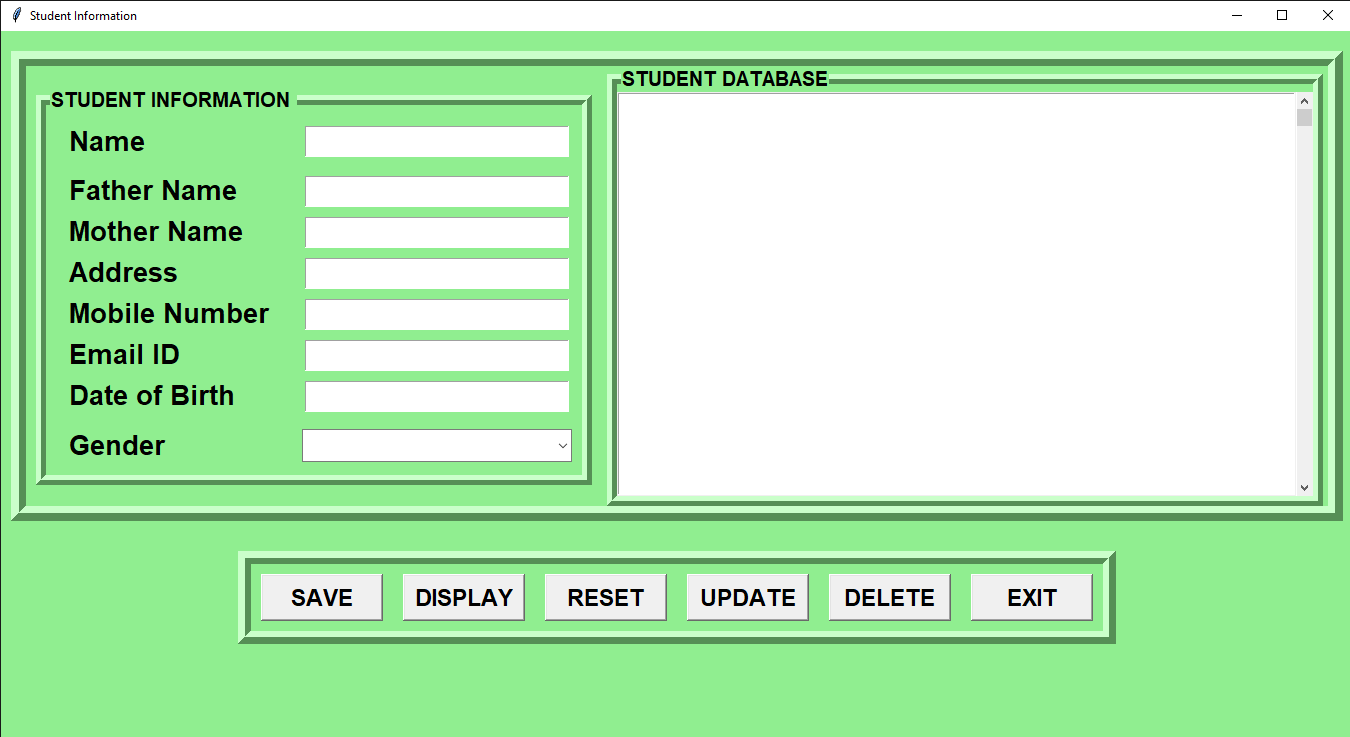 Student Information
STUDENT INFORMATION
Name
Father Name
Mother Name
Address
Mobile Number
Email ID
Date of Birth
Gender
STUDENT DATABASE
SAVE
DISPLAY
RESET
UPDATE
DELETE
EXIT